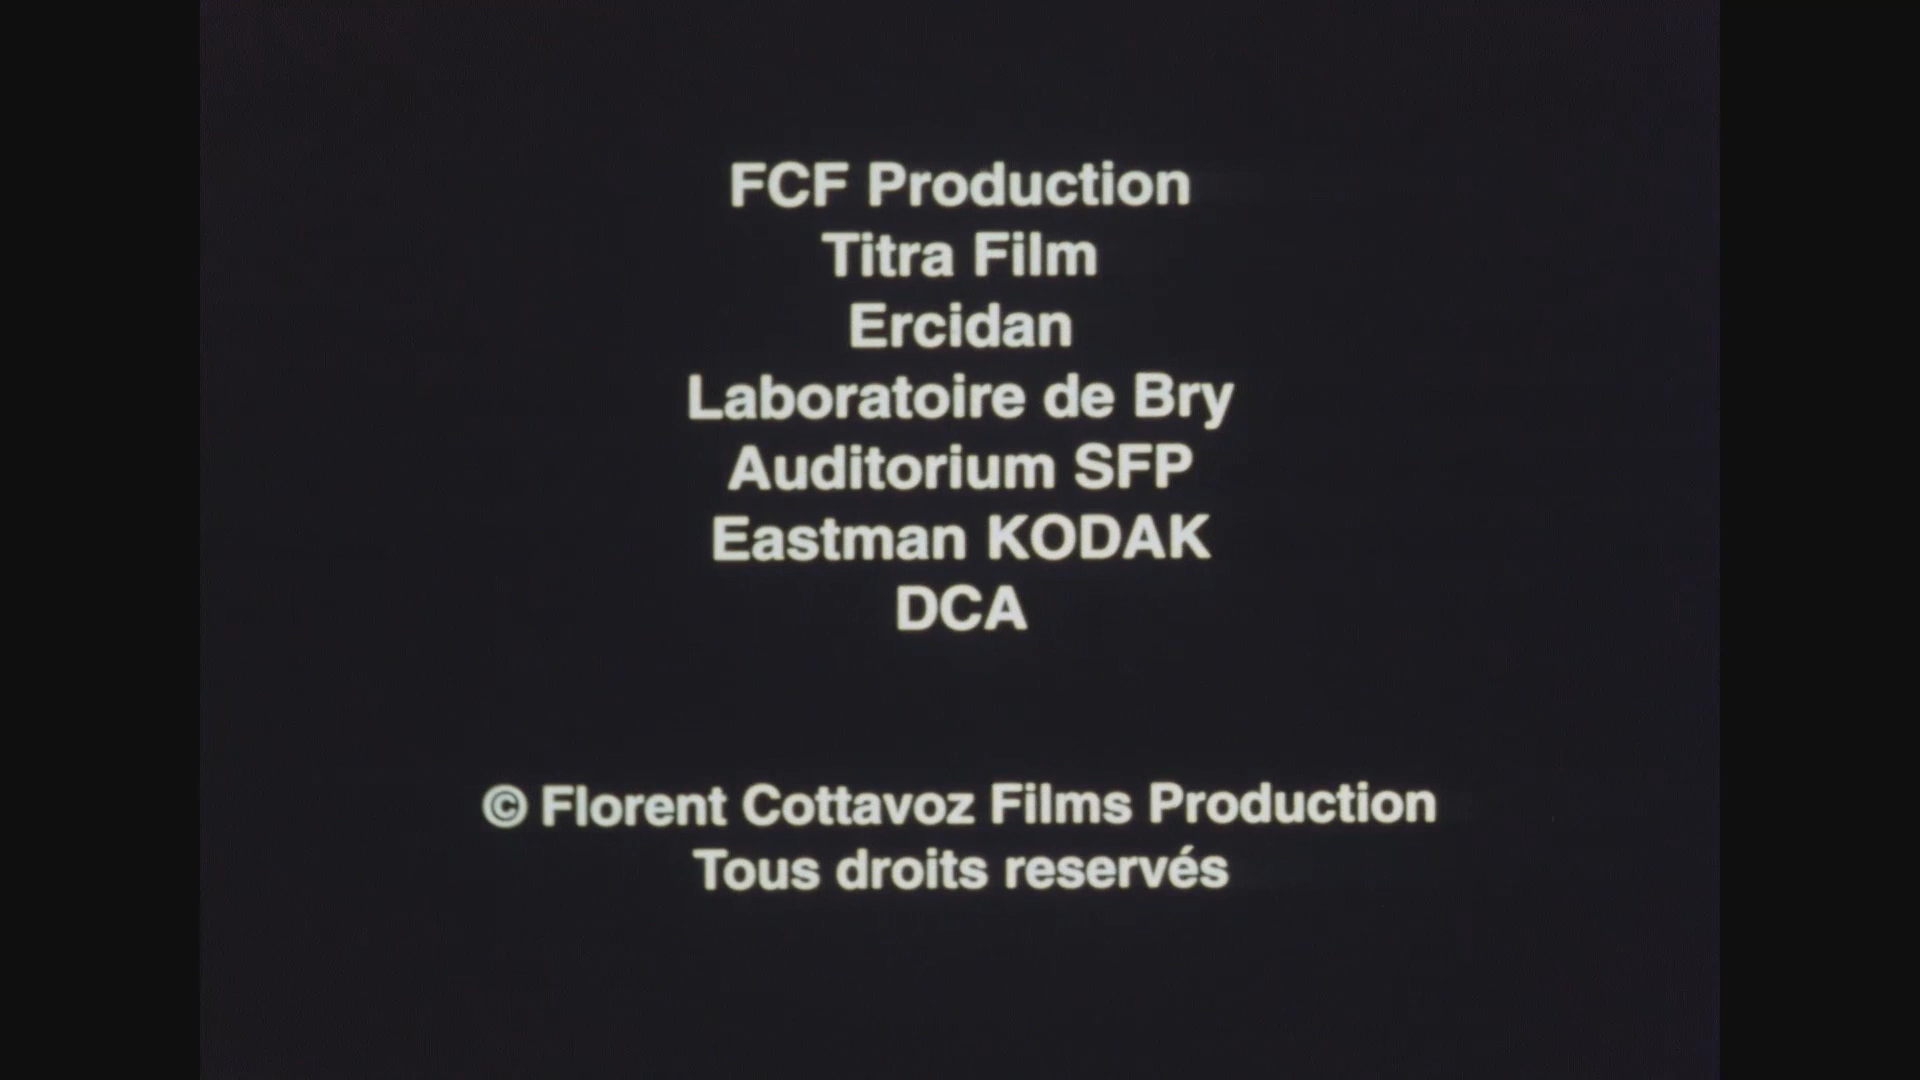 FCF Production
Titra Film
Ercidan
Laboratoire de Bry
Auditorium SFP
Eastman KODAK
DCA
© Florent Cottavoz Films Production
Tous droits reservés